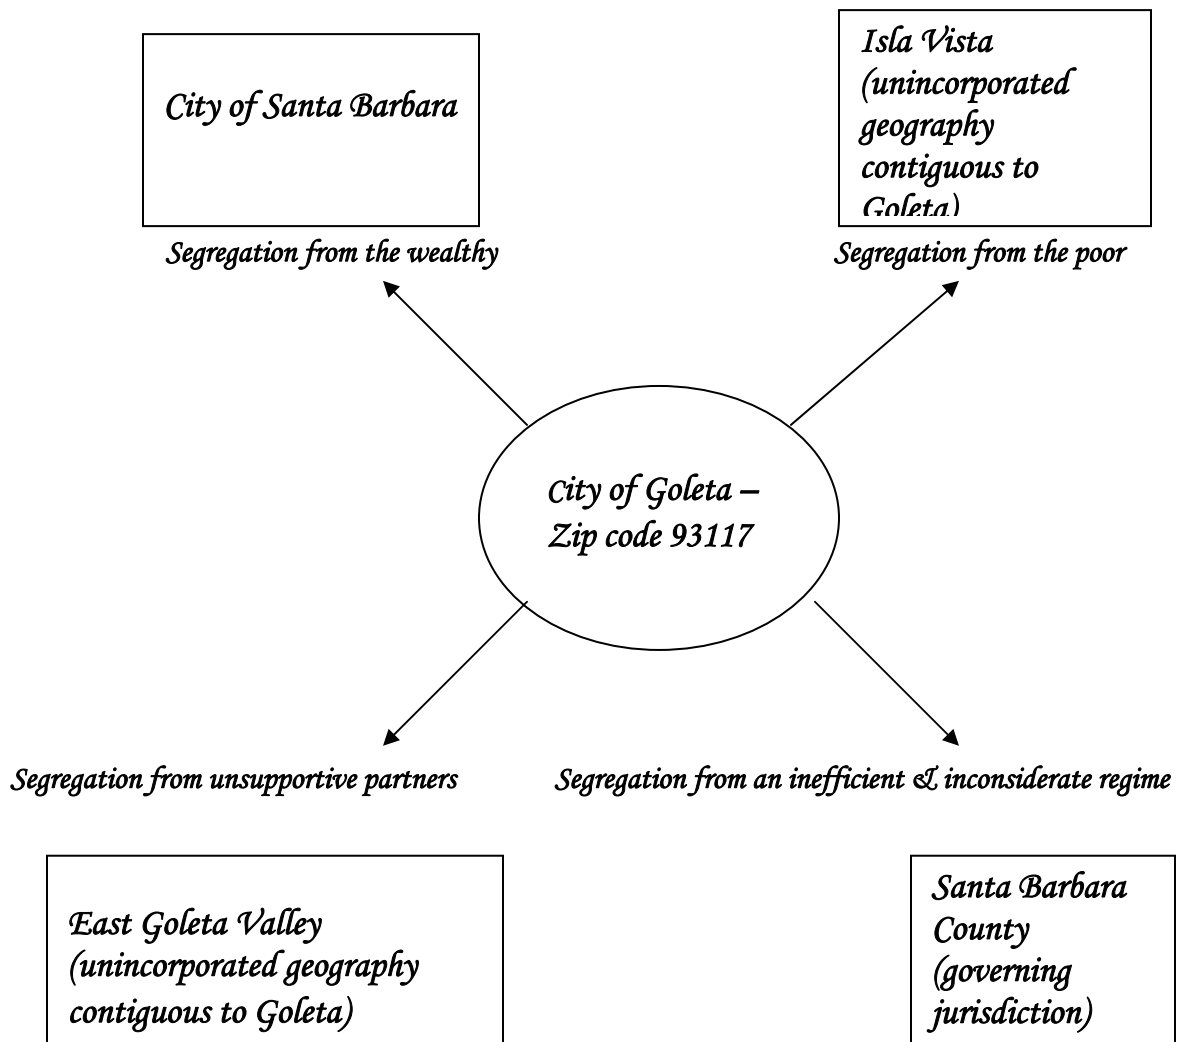 City of Santa Barbara
Isla Vista
(unincorporated
geography
contiguous to
Goleta)
Segregation from the wealthy
Segregation from the poor
City of Goleta –
Zip code 93117
Segregation from unsupportive partners
Segregation from an inefficient & inconsiderate regime
East Goleta Valley
(unincorporated geography
contiguous to Goleta)
Santa Barbara
County
(governing
jurisdiction)